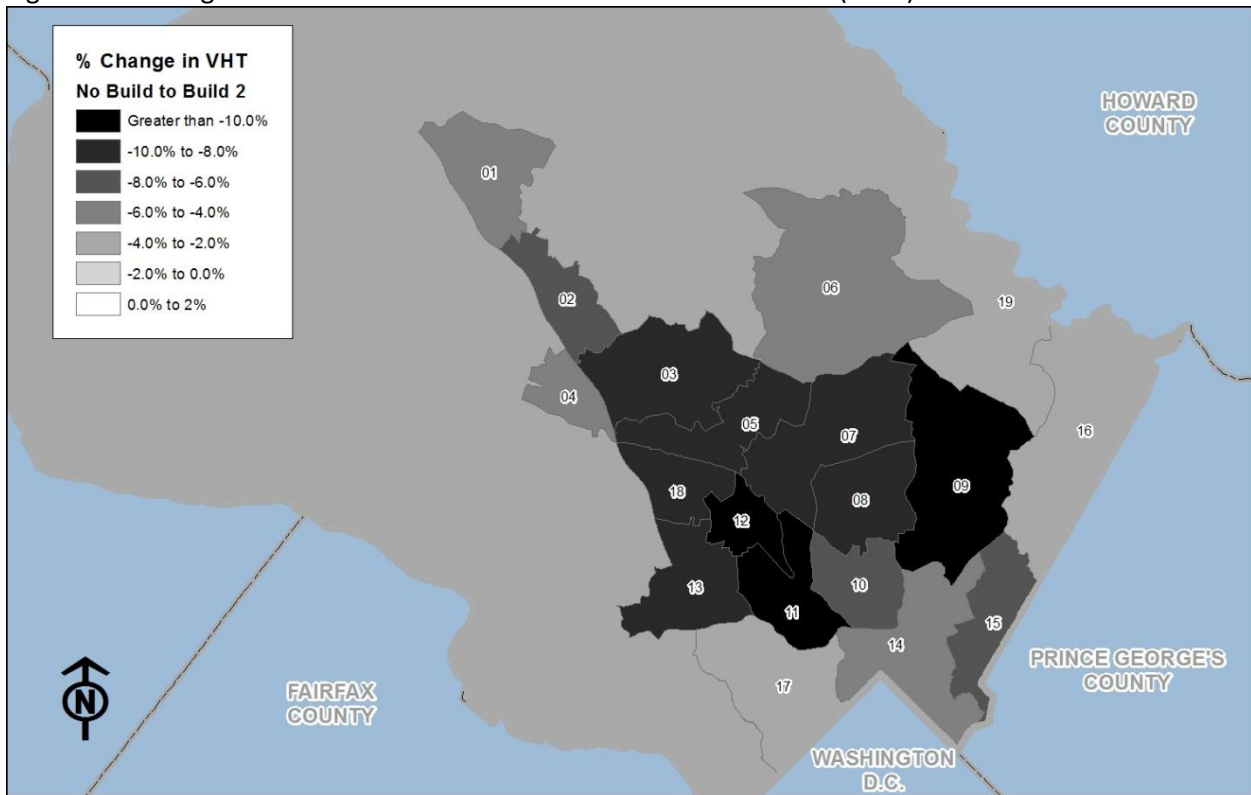 % Change in VHT
No Build to Build 2
Greater than -10.0%
-10.0% to -8.0%
-8.0% to -6.0%
-6.0% to -4.0%
-4.0% to -2.0%
-2.0% to 0.0%
0.0% to 2%
HOWARD
COUNTY
01
06
02
19
03
04
05
16
07
09
18
08
12
13
10
11
15
14
PRINCE GEORGE'S
COUNTY
17
N
FAIRFAX
COUNTY
WASHINGTON
D.C.